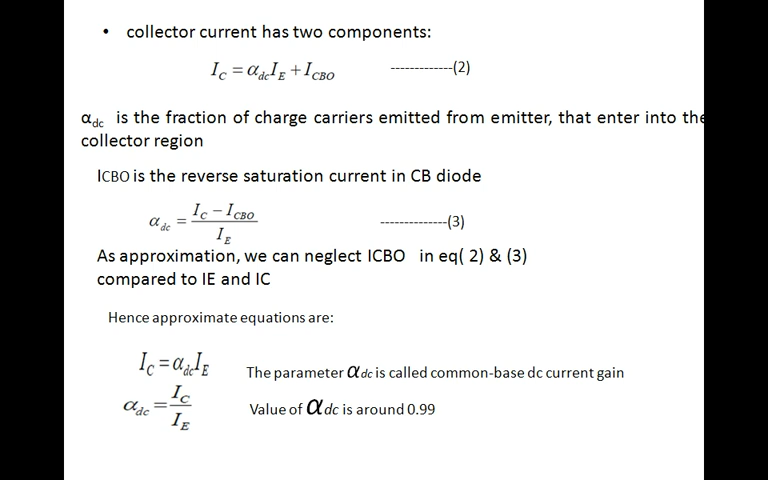 • collector current has two components:
I_C = α_dc I_E + I_CBO -------------(2)
α_dc is the fraction of charge carriers emitted from emitter, that enter into the
collector region
ICBO is the reverse saturation current in CB diode
α_dc = (I_C − I_CBO) / I_E --------------(3)
As approximation, we can neglect ICBO in eq( 2) & (3)
compared to IE and IC
Hence approximate equations are:
I_C = α_dc I_E The parameter α dc is called common-base dc current gain
α_dc = I_C / I_E Value of α dc is around 0.99